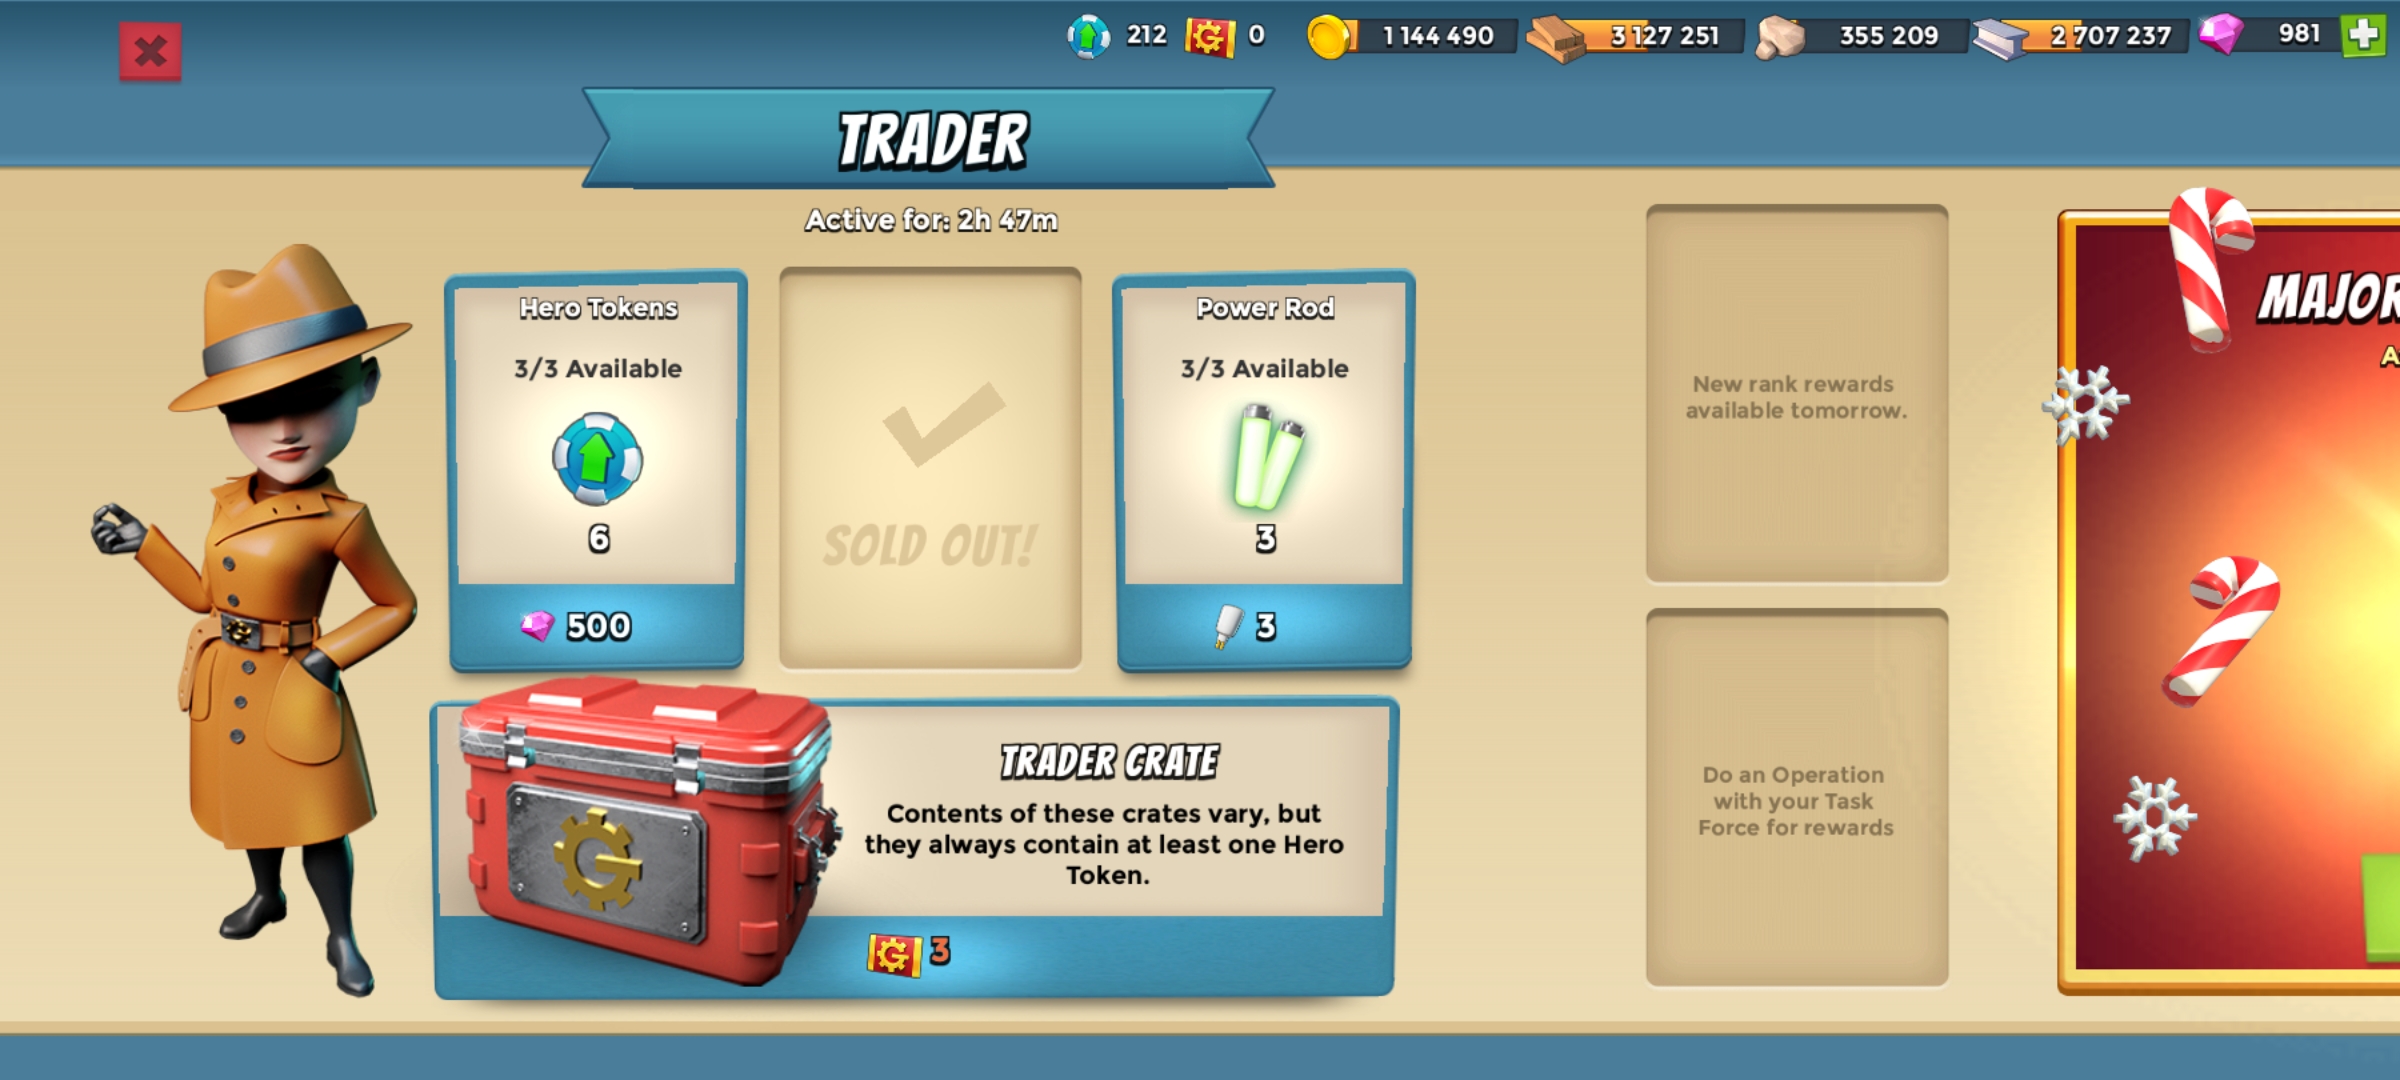 212
0
1 144 490
3 127 251
355 209
2 707 237
981
TRADER
Active for: 2h 47m
Hero Tokens
3/3 Available
6
500
SOLD OUT!
Power Rod
3/3 Available
3
3
TRADER CRATE
Contents of these crates vary, but
they always contain at least one Hero
Token.
3
New rank rewards
available tomorrow.
Do an Operation
with your Task
Force for rewards
MAJOR